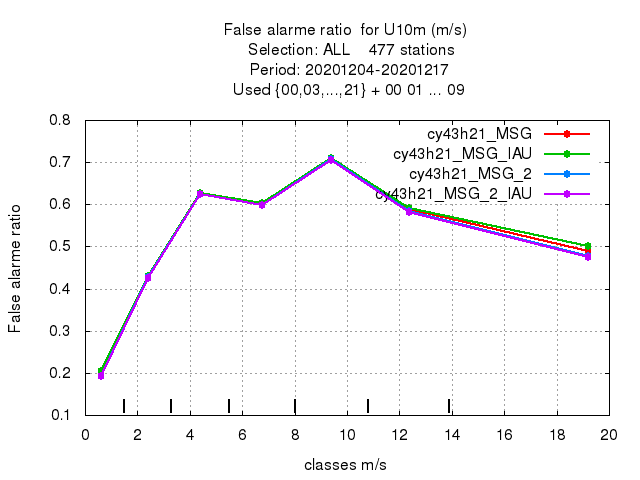 False alarme ratio  for U10m (m/s)
Selection: ALL    477 stations
Period: 20201204-20201217
Used {00,03,...,21} + 00 01 ... 09
cy43h21_MSG
cy43h21_MSG_IAU
cy43h21_MSG_2
cy43h21_MSG_2_IAU
False alarme ratio
0.8
0.7
0.6
0.5
0.4
0.3
0.2
0.1
0 2 4 6 8 10 12 14 16 18 20
classes m/s